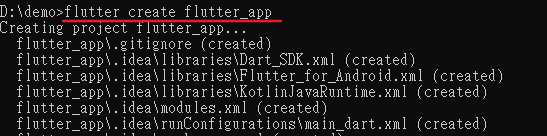 D:\demo>flutter create flutter_app
Creating project flutter_app...
flutter_app\.gitignore (created)
flutter_app\.idea\libraries\Dart_SDK.xml (created)
flutter_app\.idea\libraries\Flutter_for_Android.xml (created)
flutter_app\.idea\libraries\KotlinJavaRuntime.xml (created)
flutter_app\.idea\modules.xml (created)
flutter_app\.idea\runConfigurations\main_dart.xml (created)